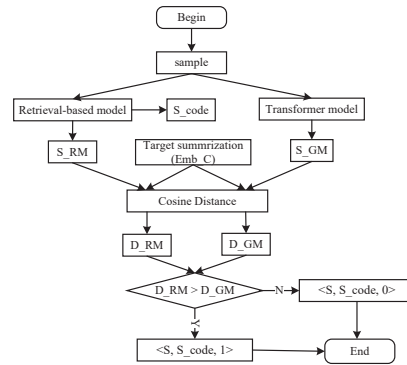 Begin
sample
Retrieval-based model
S_code
Transformer model
S_RM
Target summrization
(Emb_C)
S_GM
Cosine Distance
D_RM
D_GM
D_RM > D_GM
N
<S, S_code, 0>
Y
<S, S_code, 1>
End